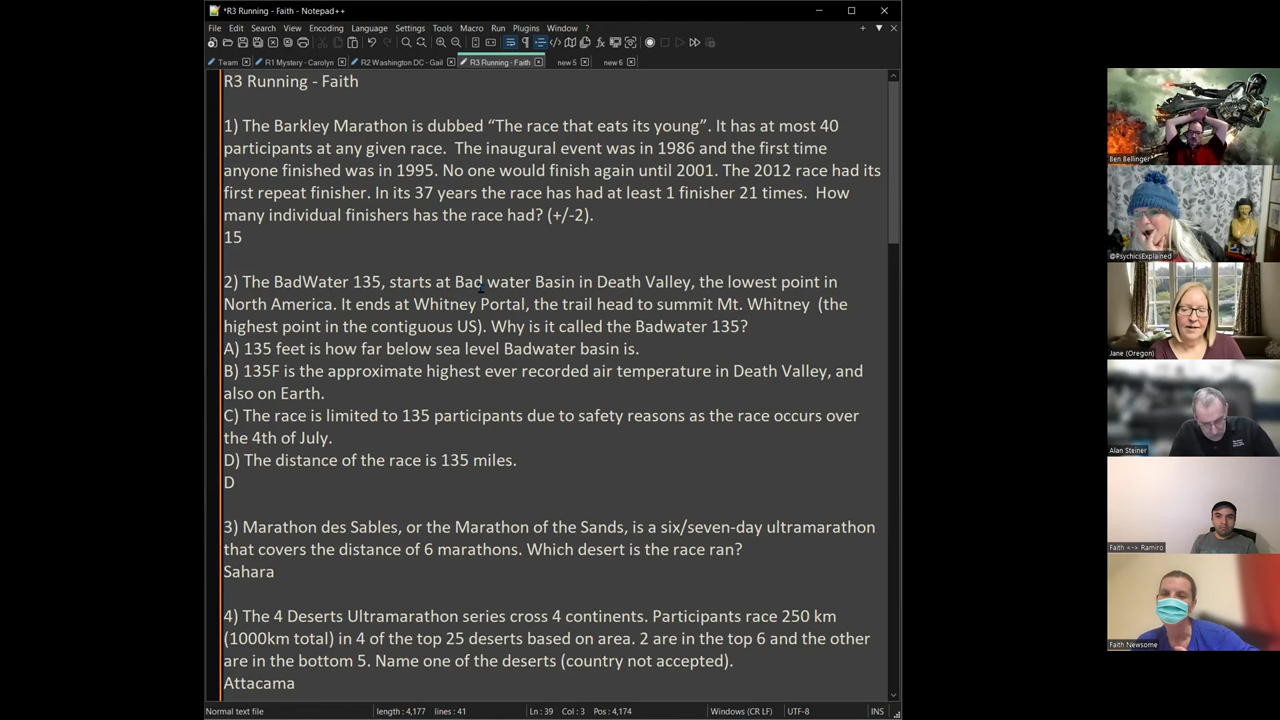 *R3 Running - Faith - Notepad++
File Edit Search View Encoding Language Settings Tools Macro Run Plugins Window ?
Team R1 Mystery - Carolyn R2 Washington DC - Gail R3 Running - Faith new 5 new 6
R3 Running - Faith
1) The Barkley Marathon is dubbed “The race that eats its young”. It has at most 40
participants at any given race.  The inaugural event was in 1986 and the first time
anyone finished was in 1995. No one would finish again until 2001. The 2012 race had its
first repeat finisher. In its 37 years the race has had at least 1 finisher 21 times.  How
many individual finishers has the race had? (+/-2).
15
2) The BadWater 135, starts at Bad water Basin in Death Valley, the lowest point in
North America. It ends at Whitney Portal, the trail head to summit Mt. Whitney  (the
highest point in the contiguous US). Why is it called the Badwater 135?
A) 135 feet is how far below sea level Badwater basin is.
B) 135F is the approximate highest ever recorded air temperature in Death Valley, and
also on Earth.
C) The race is limited to 135 participants due to safety reasons as the race occurs over
the 4th of July.
D) The distance of the race is 135 miles.
D
3) Marathon des Sables, or the Marathon of the Sands, is a six/seven-day ultramarathon
that covers the distance of 6 marathons. Which desert is the race ran?
Sahara
4) The 4 Deserts Ultramarathon series cross 4 continents. Participants race 250 km
(1000km total) in 4 of the top 25 deserts based on area. 2 are in the top 6 and the other
are in the bottom 5. Name one of the deserts (country not accepted).
Attacama
Normal text file length : 4,177 lines : 41 Ln : 39 Col : 3 Pos : 4,174 Windows (CR LF) UTF-8 INS
Ben Bellinger
@PsychicsExplained
Jane (Oregon)
Alan Steiner
Faith <-> Ramiro
Faith Newsome